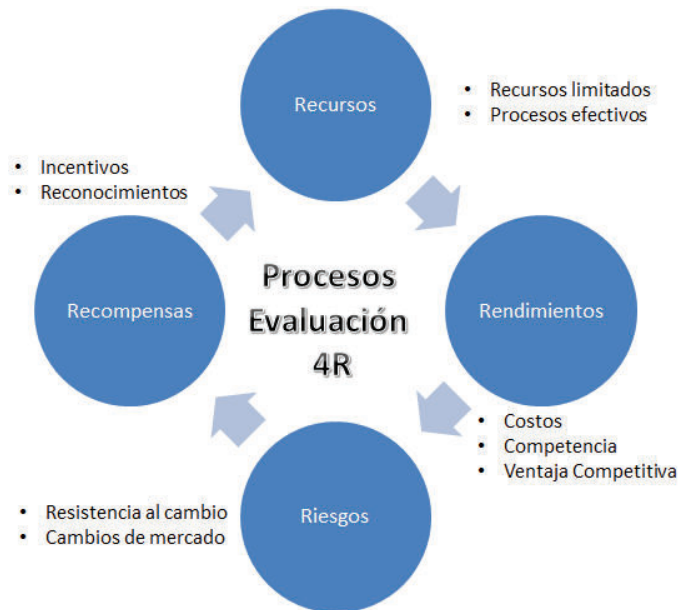 Recursos
• Recursos limitados
• Procesos efectivos
• Incentivos
• Reconocimientos
Recompensas
Procesos
Evaluación
4R
Rendimientos
• Costos
• Competencia
• Ventaja Competitiva
• Resistencia al cambio
• Cambios de mercado
Riesgos